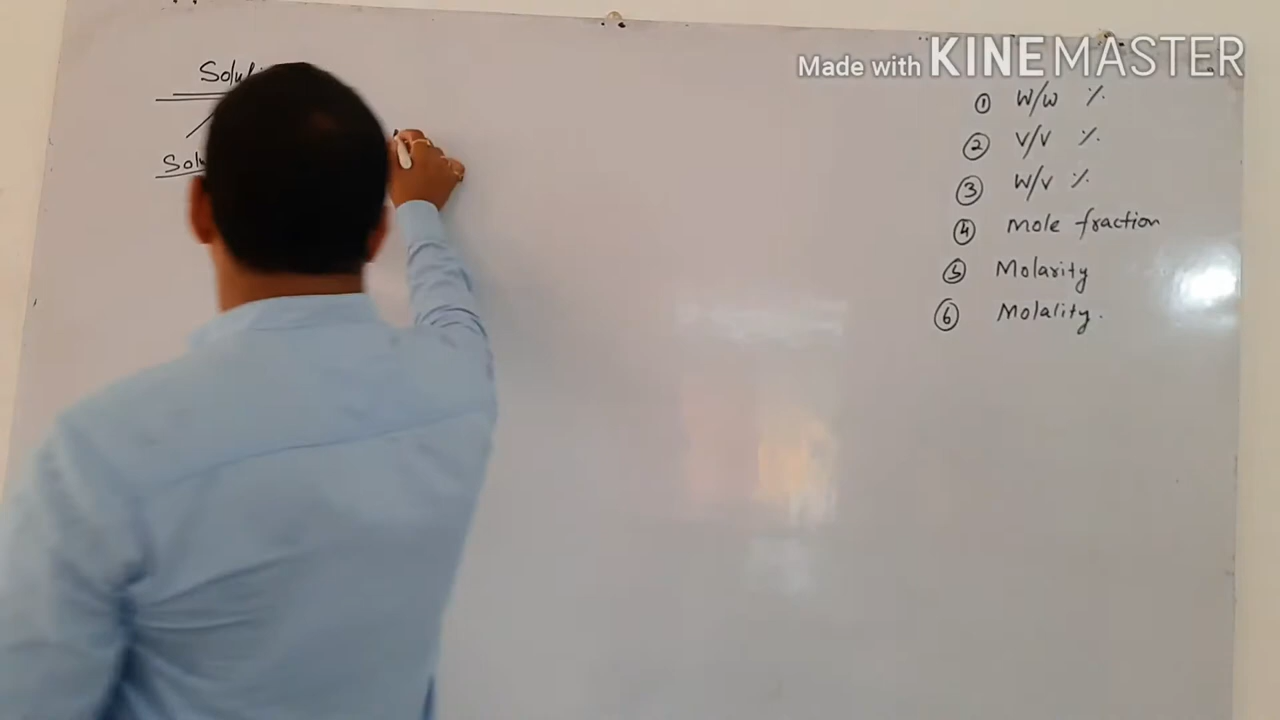 Made with KINEMASTER
① W/W %
② V/V %
③ W/V %
④ Mole fraction
⑤ Molarity
⑥ Molality.